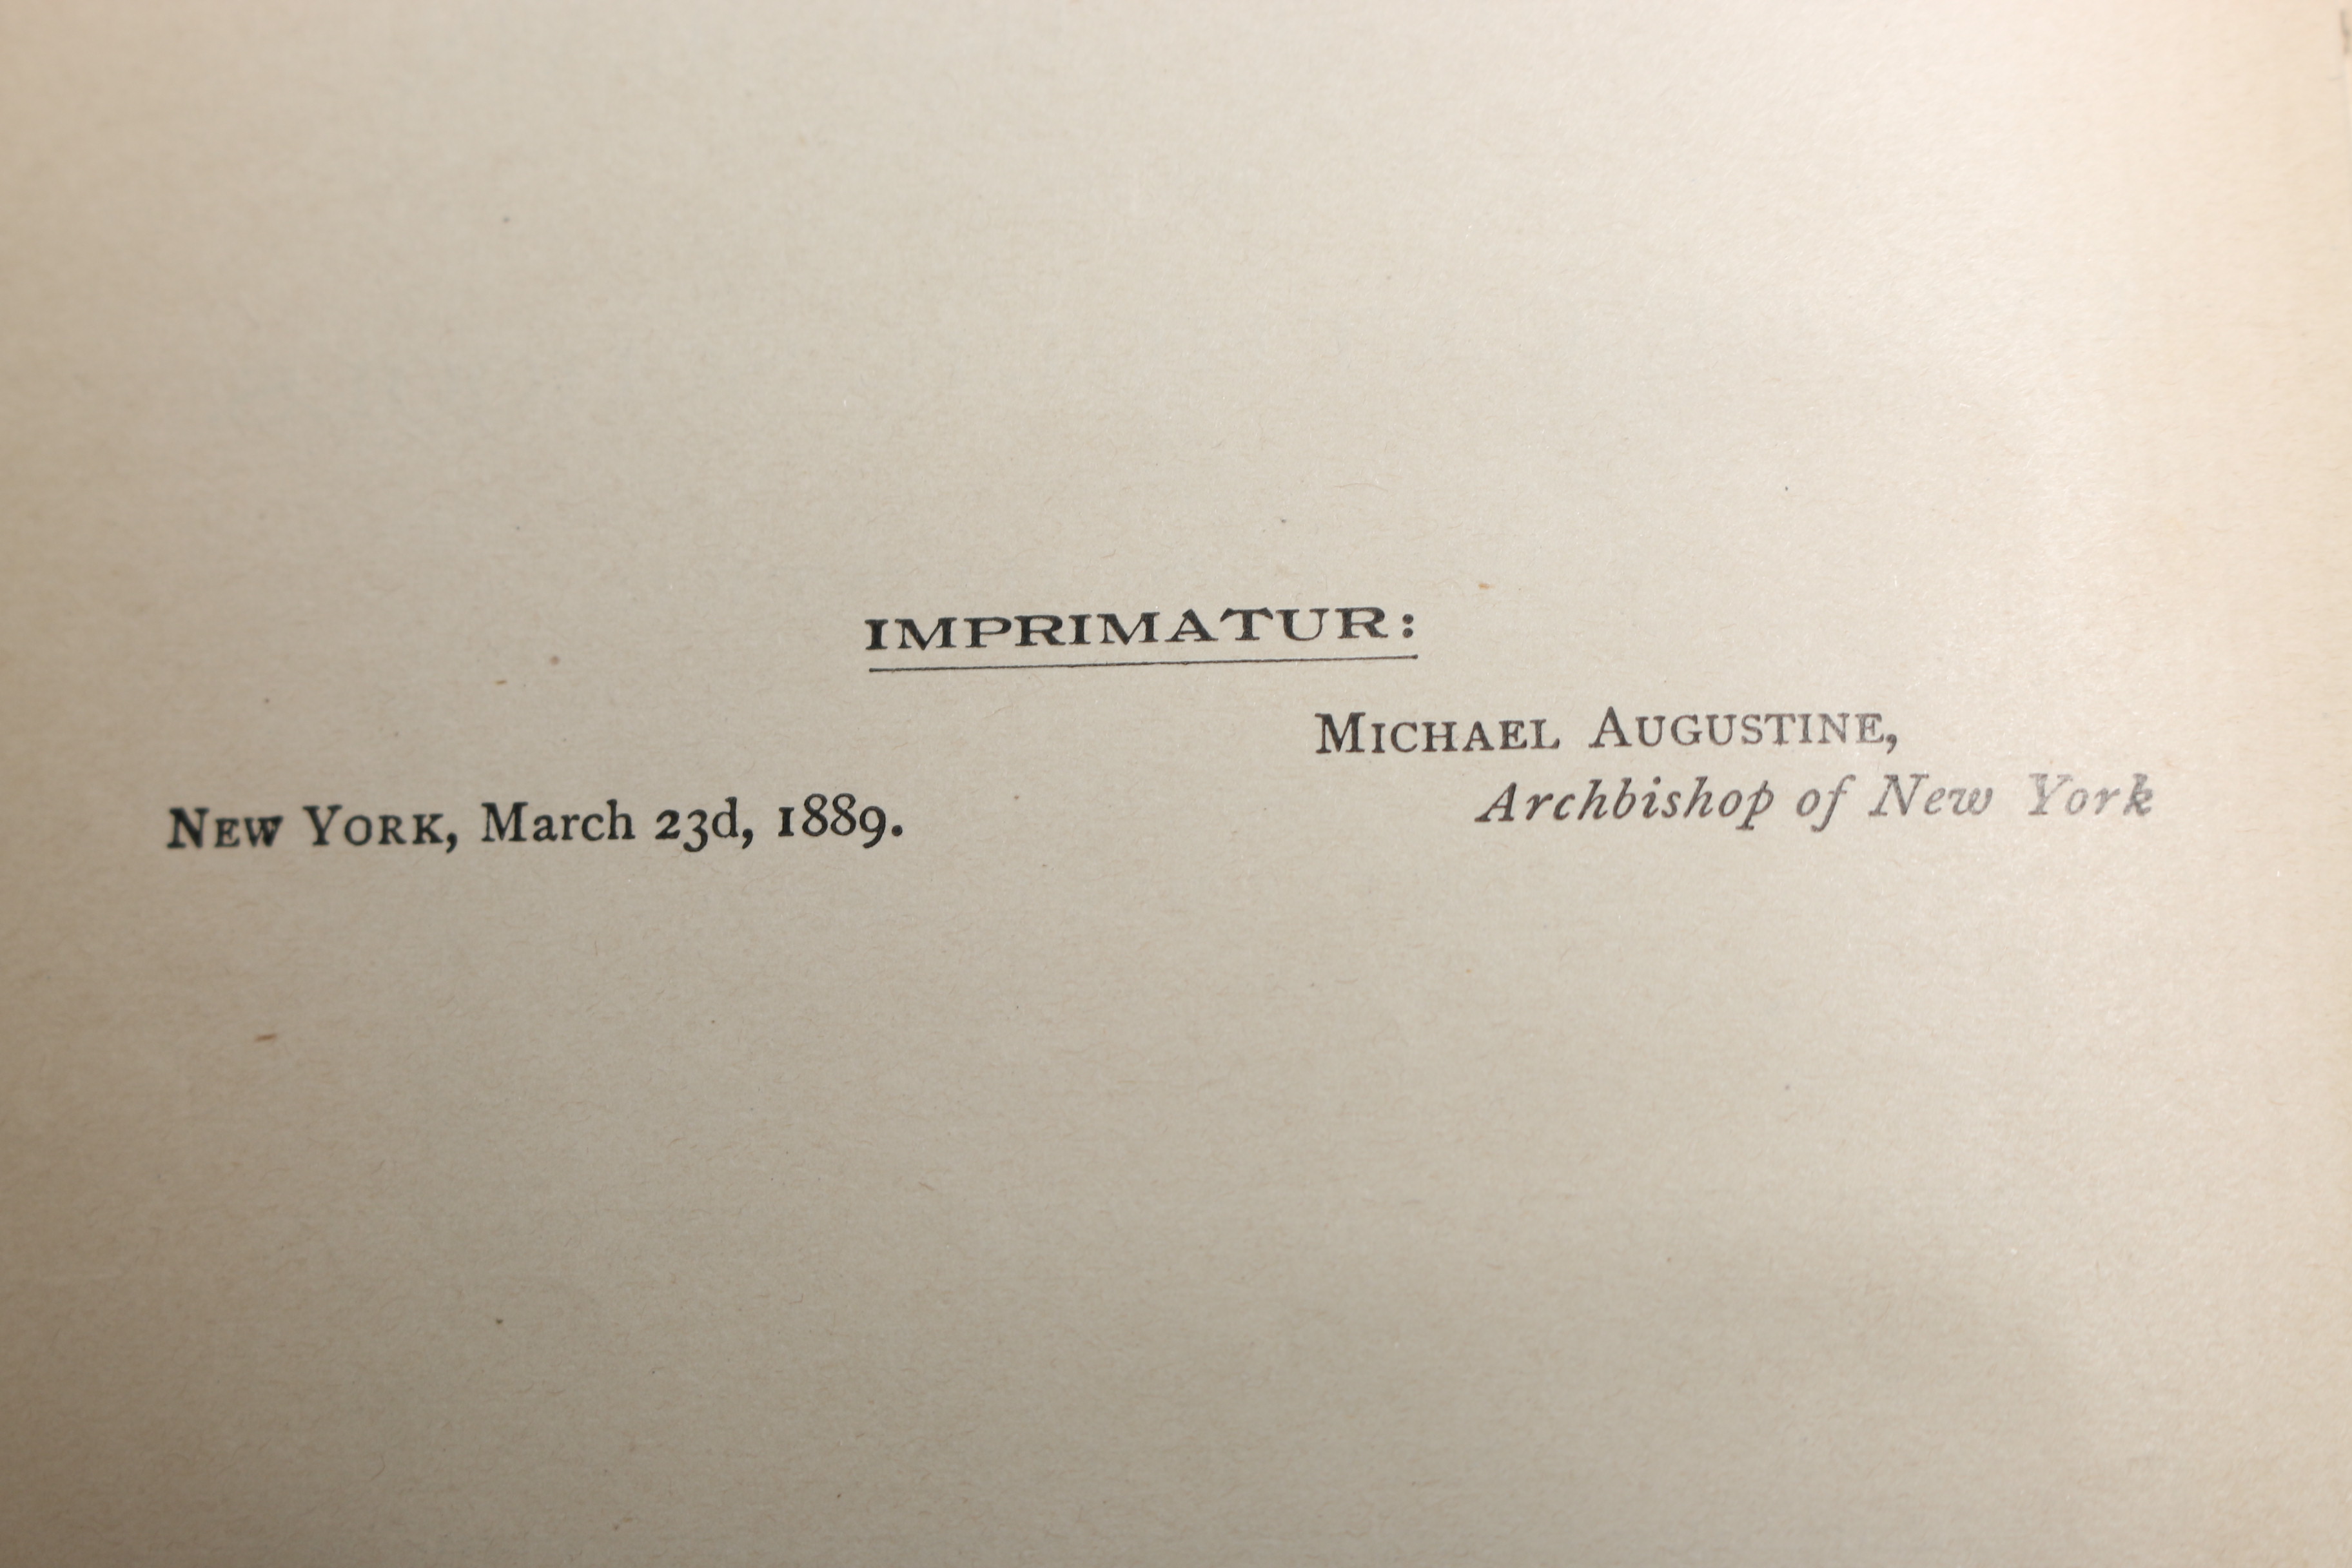 IMPRIMATUR:
MICHAEL AUGUSTINE,
Archbishop of New York
NEW YORK, March 23d, 1889.